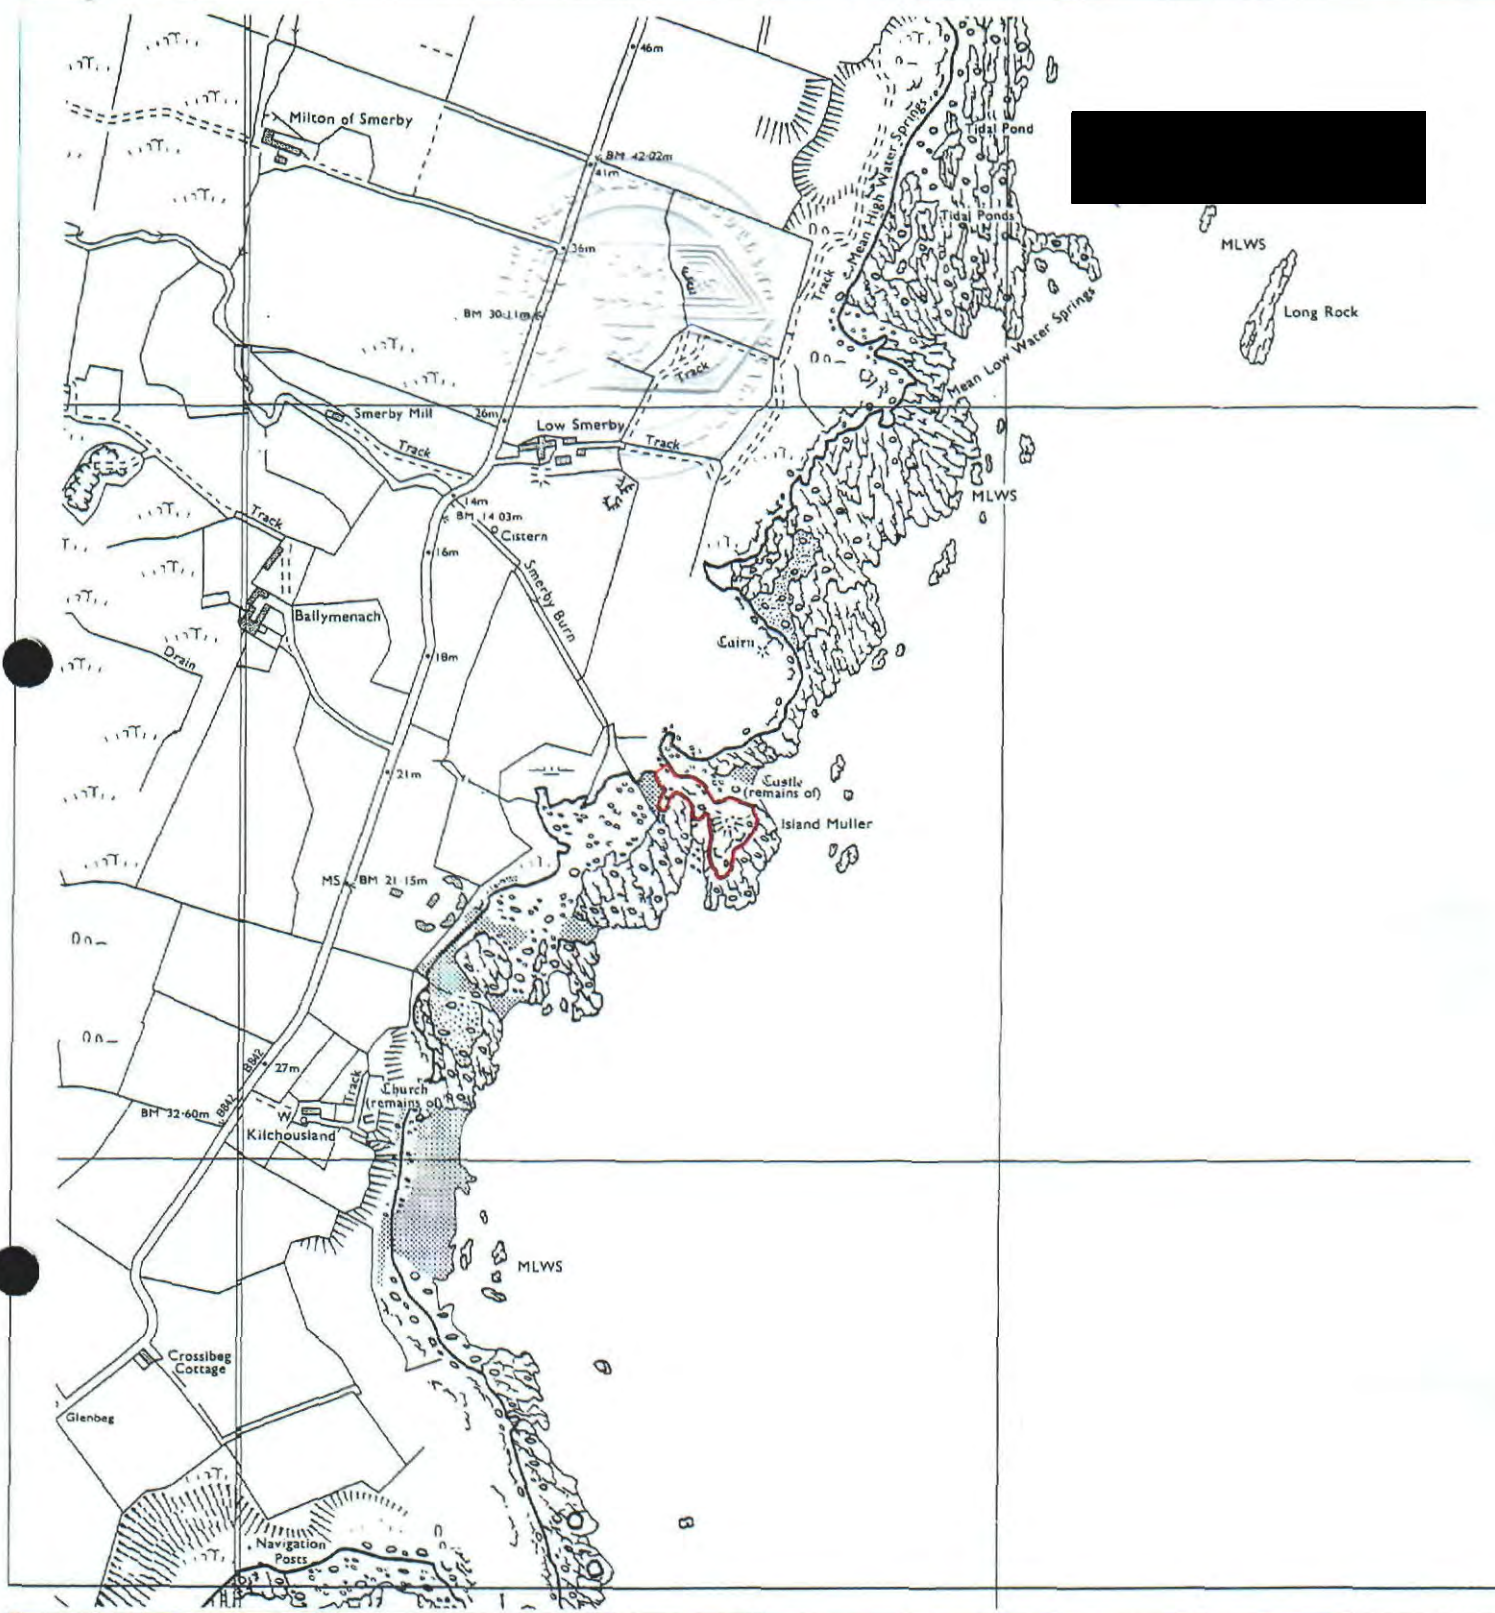 46m
Milton of Smerby
BM 42·02m
41m
Mean High Water Springs
Tidal Pond
Tidal Ponds
MLWS
36m
Track
BM 30·11m
Long Rock
Mean Low Water Springs
Track
Smerby Mill
26m
Low Smerby
Track
Track
MLWS
14m
BM 14·03m
Cistern
Track
16m
Smerby Burn
Ballymenach
Cairn
Drain
18m
21m
Castle
(remains of)
Island Muller
MS
BM 21·15m
B842
27m
Track
Church
(remains of)
BM 32·60m
B842
W
Kilchousland
MLWS
Crossibeg
Cottage
Glenbeg
Navigation
Posts